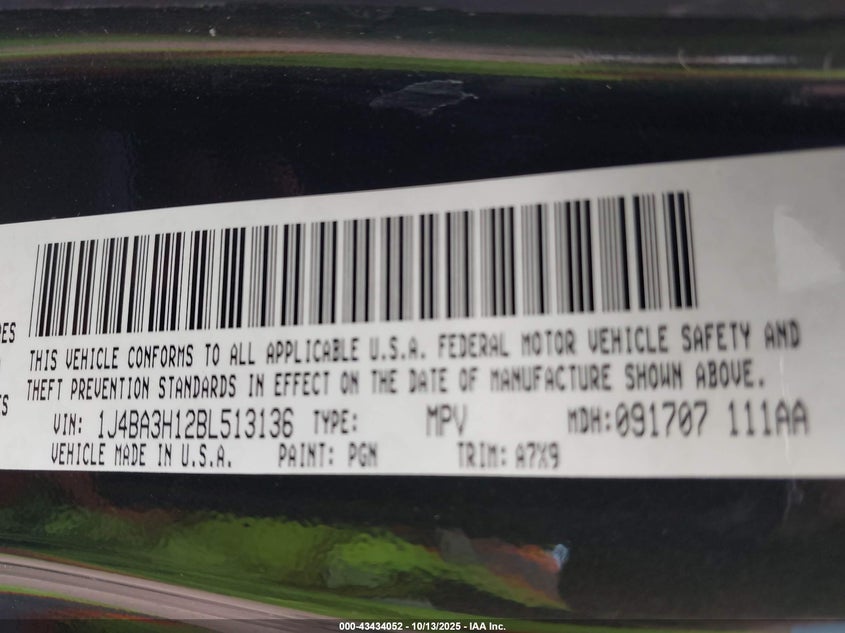 RES
THIS VEHICLE CONFORMS TO ALL APPLICABLE U.S.A. FEDERAL MOTOR VEHICLE SAFETY AND
THEFT PREVENTION STANDARDS IN EFFECT ON THE DATE OF MANUFACTURE SHOWN ABOVE.
ES
VIN: 1J4BA3H12BL513136 TYPE: MPV MDH:091707 111AA
VEHICLE MADE IN U.S.A. PAINT: PGN TRIM: A7X9
000-43434052 - 10/13/2025 - IAA Inc.